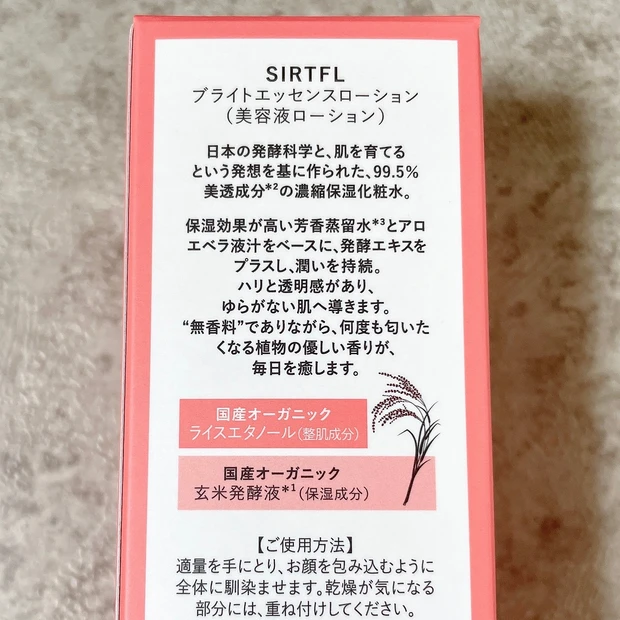 SIRTFL
ブライトエッセンスローション
（美容液ローション）
日本の発酵科学と、肌を育てる
という発想を基に作られた、99.5%
美透成分*2の濃縮保湿化粧水。
保湿効果が高い芳香蒸留水*3とアロ
エベラ液汁をベースに、発酵エキスを
プラスし、潤いを持続。
ハリと透明感があり、
ゆらがない肌へ導きます。
“無香料”でありながら、何度も匂いた
くなる植物の優しい香りが、
毎日を癒します。
国産オーガニック
ライスエタノール（整肌成分）
国産オーガニック
玄米発酵液*1（保湿成分）
【ご使用方法】
適量を手にとり、お顔を包み込むように
全体に馴染ませます。乾燥が気になる
部分には、重ね付けしてください。